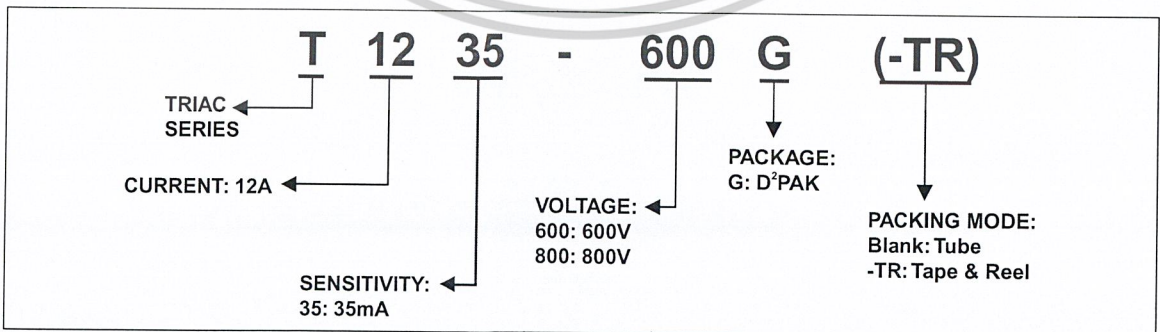 T 12 35 - 600 G (-TR)
TRIAC
SERIES
CURRENT: 12A
SENSITIVITY:
35: 35mA
VOLTAGE:
600: 600V
800: 800V
PACKAGE:
G: D²PAK
PACKING MODE:
Blank: Tube
-TR: Tape & Reel